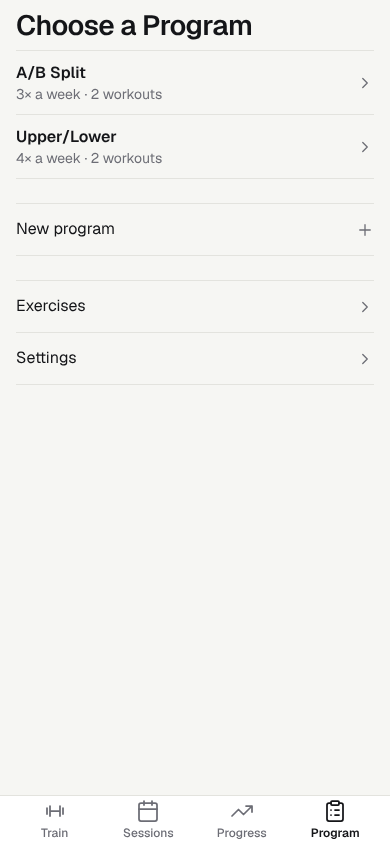 Choose a Program
A/B Split
3× a week · 2 workouts
Upper/Lower
4× a week · 2 workouts
New program
Exercises
Settings
Train
Sessions
Progress
Program